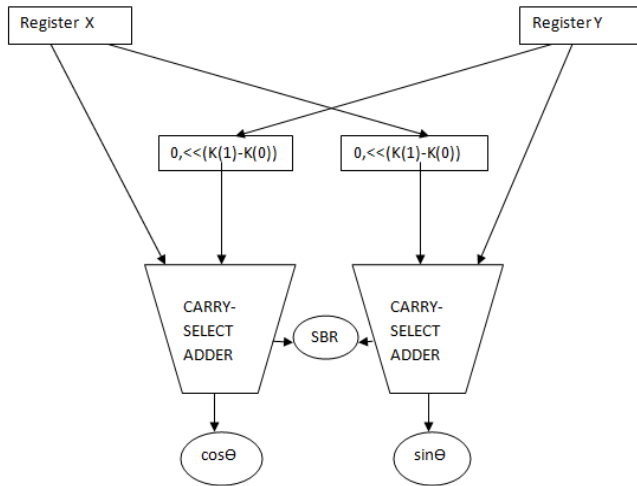 Register X
Register Y
0,<<(K(1)-K(0))
0,<<(K(1)-K(0))
CARRY-
SELECT
ADDER
SBR
CARRY-
SELECT
ADDER
cosΘ
sinΘ